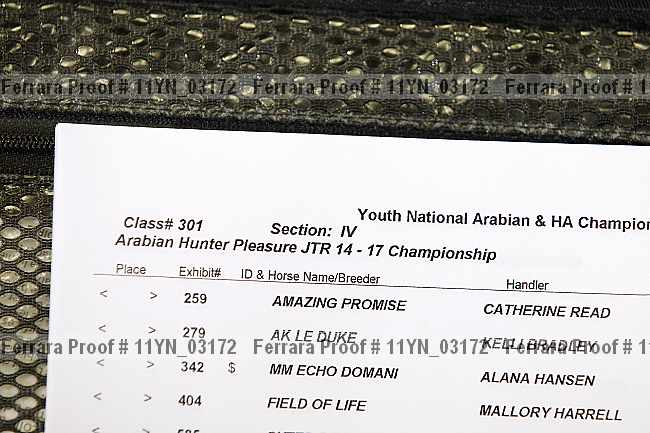 Ferrara Proof # 11YN_03172 Ferrara Proof # 11YN_03172 Ferrara Proof # 11
Youth National Arabian & HA Champion
Class# 301 Section: IV
Arabian Hunter Pleasure JTR 14 - 17 Championship
Place Exhibit# ID & Horse Name/Breeder Handler
< > 259 AMAZING PROMISE CATHERINE READ
< > 279 AK LE DUKE KELLI BRADLEY
Ferrara Proof # 11YN_03172 Ferrara Proof # 11YN_03172 Ferrara Proof # 1
< > 342 $ MM ECHO DOMANI ALANA HANSEN
< > 404 FIELD OF LIFE MALLORY HARRELL